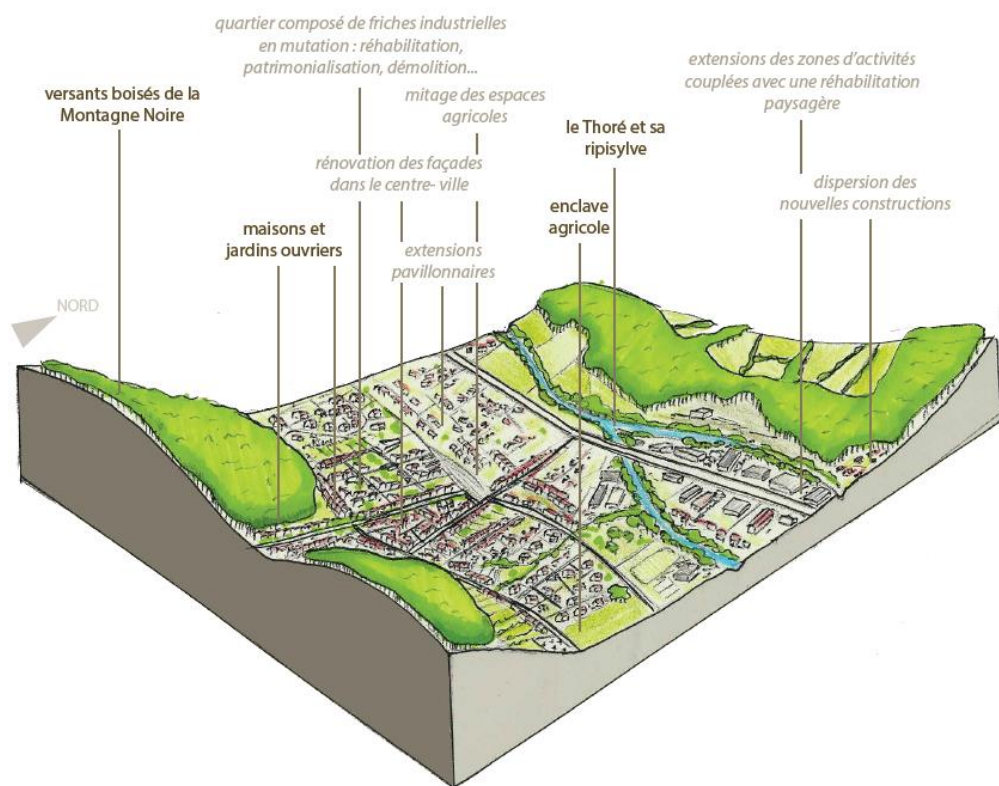 quartier composé de friches industrielles
en mutation : réhabilitation,
patrimonialisation, démolition...
extensions des zones d'activités
couplées avec une réhabilitation
paysagère
versants boisés de la
Montagne Noire
mitage des espaces
agricoles
le Thoré et sa
ripisylve
rénovation des façades
dans le centre- ville
dispersion des
nouvelles constructions
enclave
agricole
maisons et
jardins ouvriers
extensions
pavillonnaires
NORD